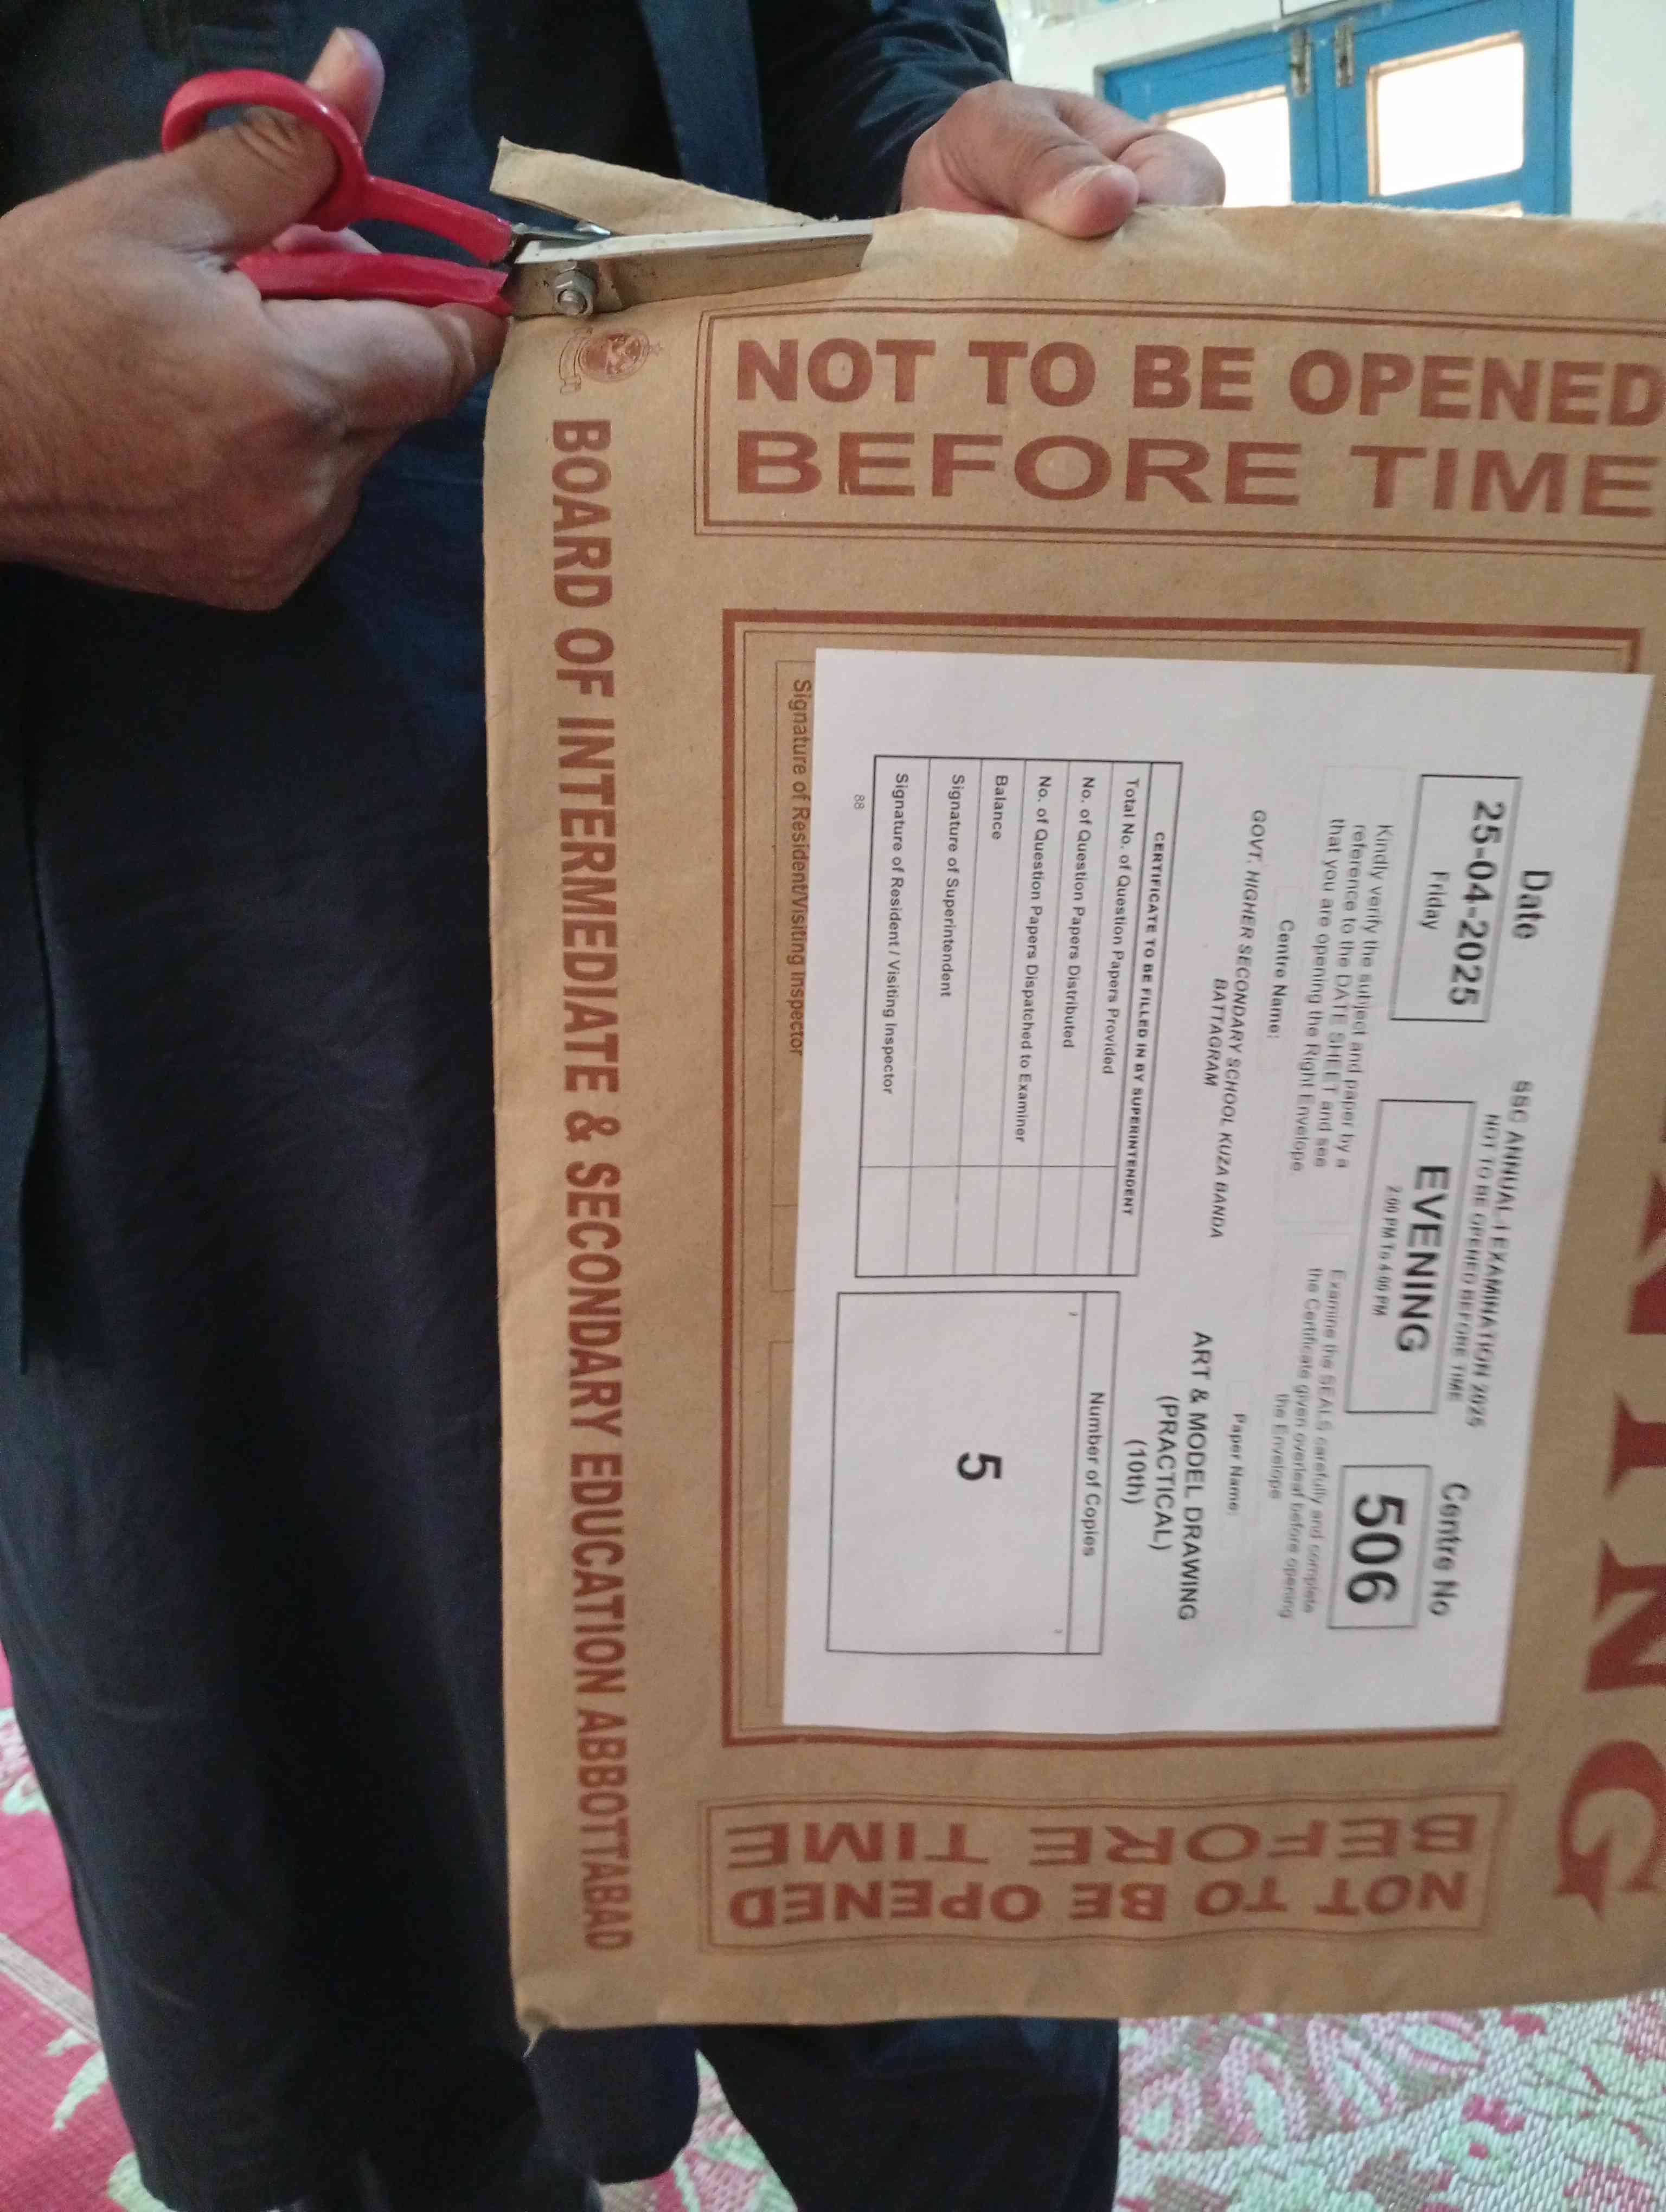 NOT TO BE OPENED
BEFORE TIME
Date
25-04-2025
Friday
SSC ANNUAL-I EXAMINATION 2025
NOT TO BE OPENED BEFORE TIME
EVENING
2:00 PM To 4:00 PM
Centre No
506
Kindly verify the subject and paper by a
reference to the DATE SHEET and see
that you are opening the Right Envelope
Examine the SEALS carefully and complete
the Certificate given overleaf before opening
the Envelope
Centre Name:
GOVT. HIGHER SECONDARY SCHOOL KUZA BANDA
BATTAGRAM
Paper Name:
ART & MODEL DRAWING
(PRACTICAL)
(10th)
CERTIFICATE TO BE FILLED IN BY SUPERINTENDENT
Total No. of Question Papers Provided
No. of Question Papers Distributed
No. of Question Papers Dispatched to Examiner
Balance
Signature of Superintendent
Signature of Resident / Visiting Inspector
Number of Copies
5
88
Signature of Resident/Visiting Inspector
NOT TO BE OPENED
BEFORE TIME
BOARD OF INTERMEDIATE & SECONDARY EDUCATION ABBOTTABAD